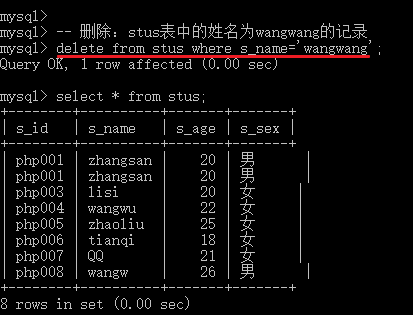 mysql>
mysql> -- 删除：stus表中的姓名为wangwang的记录
mysql> delete from stus where s_name='wangwang';
Query OK, 1 row affected (0.00 sec)
mysql> select * from stus;
+--------+----------+-------+-------+
| s_id | s_name | s_age | s_sex |
+--------+----------+-------+-------+
| php001 | zhangsan | 20 | 男 |
| php001 | zhangsan | 20 | 男 |
| php003 | lisi | 20 | 女 |
| php004 | wangwu | 22 | 女 |
| php005 | zhaoliu | 25 | 女 |
| php006 | tianqi | 18 | 女 |
| php007 | QQ | 21 | 女 |
| php008 | wangw | 26 | 男 |
+--------+----------+-------+-------+
8 rows in set (0.00 sec)